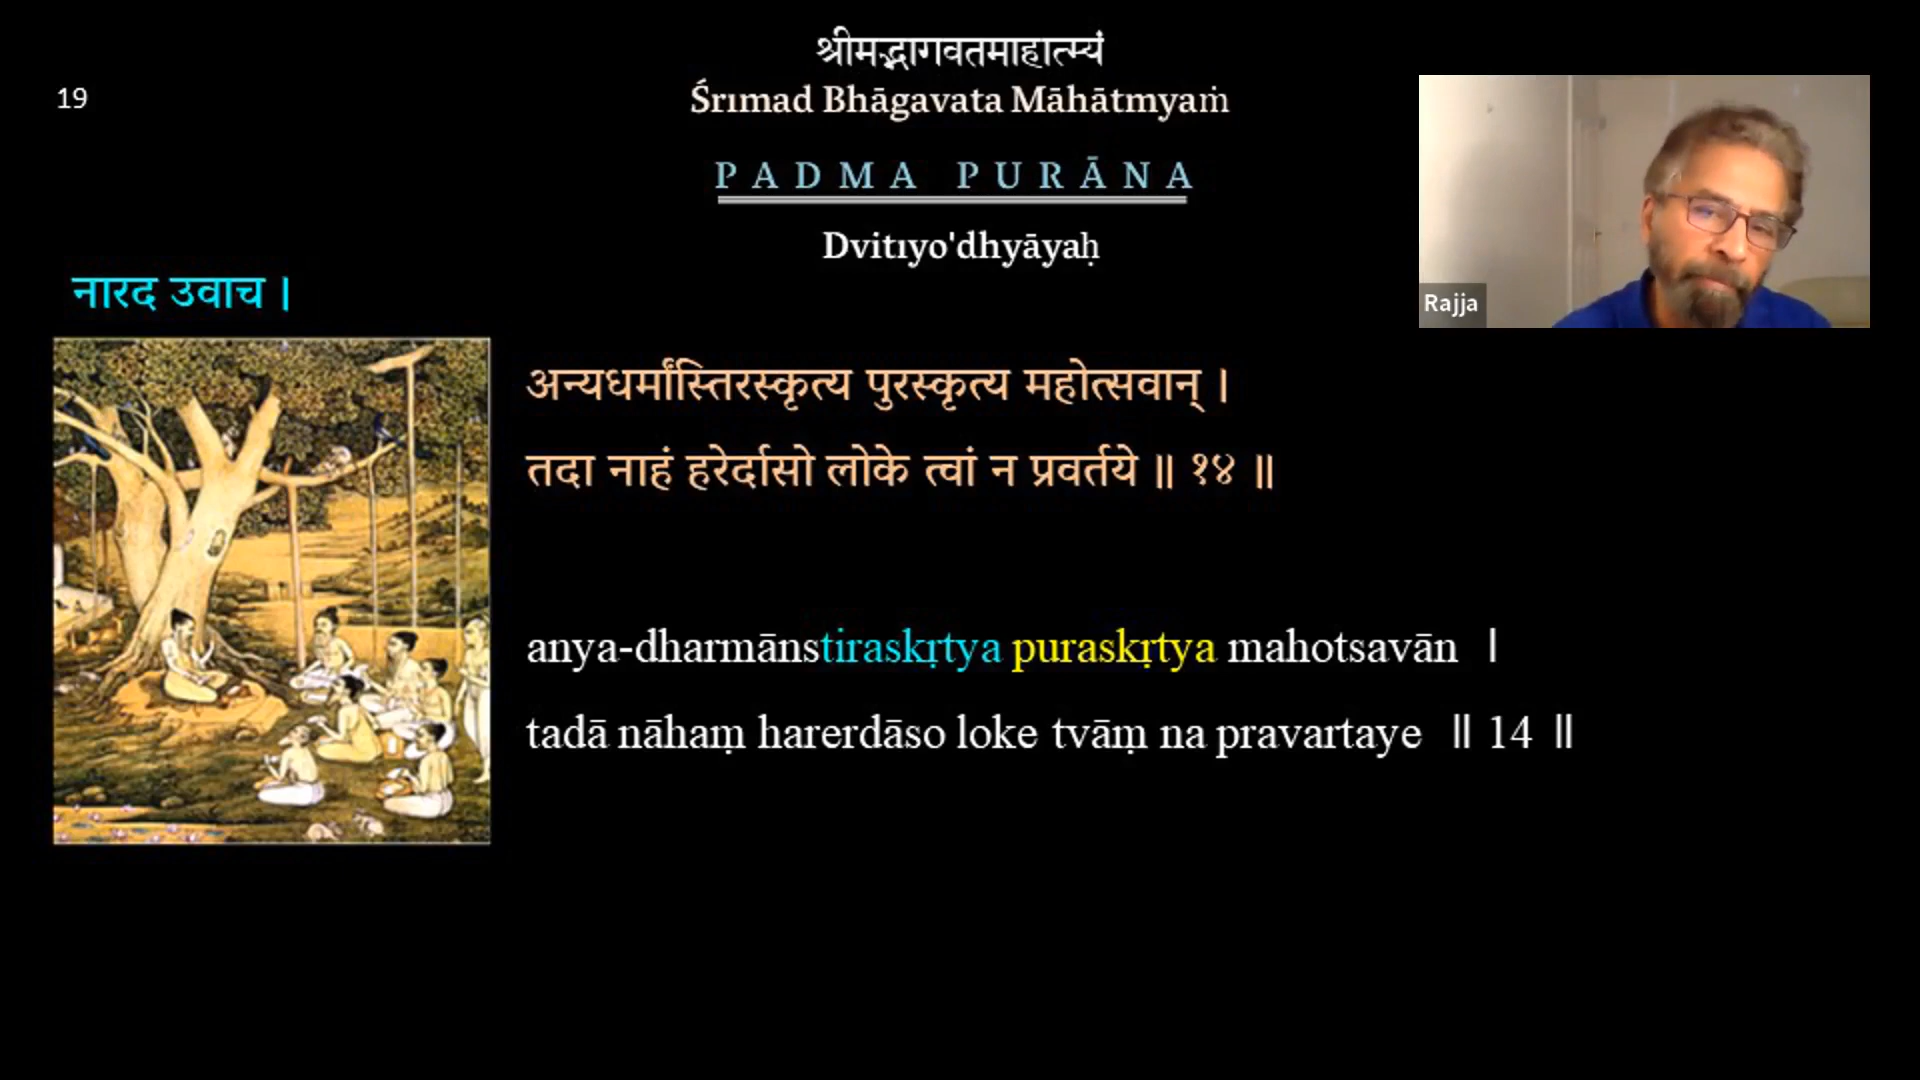 श्रीमद्भागवतमाहात्म्यं
19
Śrımad Bhāgavata Māhātmyaṁ
PADMA PURĀNA
Dvitıyo'dhyāyaḥ
नारद उवाच ।
Rajja
अन्यधर्मांस्तिरस्कृत्य पुरस्कृत्य महोत्सवान् ।
तदा नाहं हरेर्दासो लोके त्वां न प्रवर्तये ॥ १४ ॥
anya-dharmānstiraskṛtya puraskṛtya mahotsavān ।
tadā nāhaṃ harerdāso loke tvāṃ na pravartaye ॥ 14 ॥